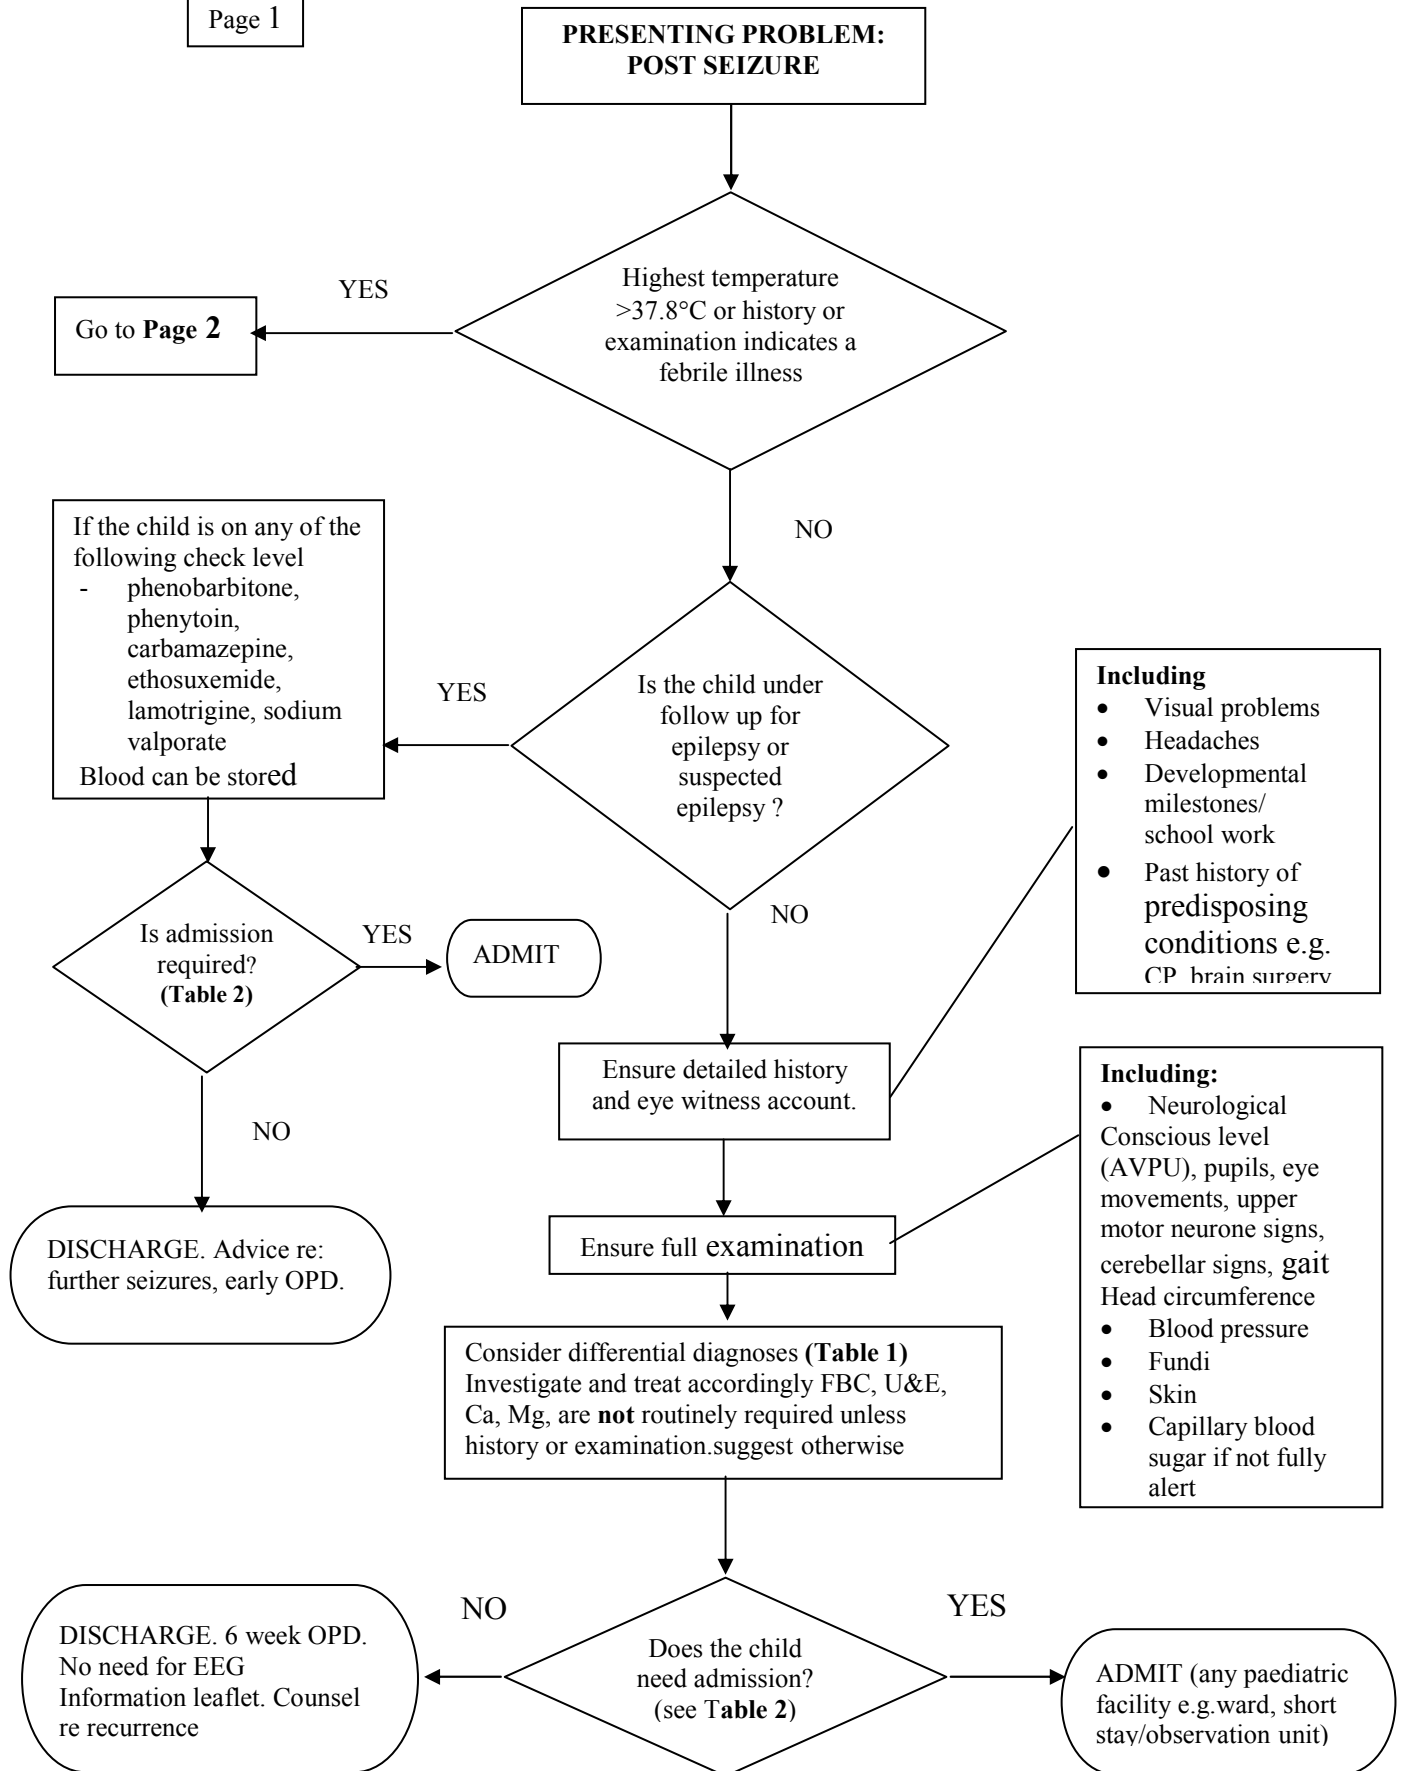 Page 1
PRESENTING PROBLEM:
POST SEIZURE
Highest temperature
>37.8°C or history or
examination indicates a
febrile illness
YES
Go to Page 2
NO
If the child is on any of the
following check level
- phenobarbitone,
phenytoin,
carbamazepine,
ethosuxemide,
lamotrigine, sodium
valporate
Blood can be stored
YES
Is the child under
follow up for
epilepsy or
suspected
epilepsy ?
Including
• Visual problems
• Headaches
• Developmental
milestones/
school work
• Past history of
predisposing
conditions e.g.
CP, brain surgery
NO
Is admission
required?
(Table 2)
YES
ADMIT
NO
DISCHARGE. Advice re:
further seizures, early OPD.
Ensure detailed history
and eye witness account.
Including:
• Neurological
Conscious level
(AVPU), pupils, eye
movements, upper
motor neurone signs,
cerebellar signs, gait
Head circumference
• Blood pressure
• Fundi
• Skin
• Capillary blood
sugar if not fully
alert
Ensure full examination
Consider differential diagnoses (Table 1)
Investigate and treat accordingly FBC, U&E,
Ca, Mg, are not routinely required unless
history or examination.suggest otherwise
Does the child
need admission?
(see Table 2)
NO
DISCHARGE. 6 week OPD.
No need for EEG
Information leaflet. Counsel
re recurrence
YES
ADMIT (any paediatric
facility e.g.ward, short
stay/observation unit)